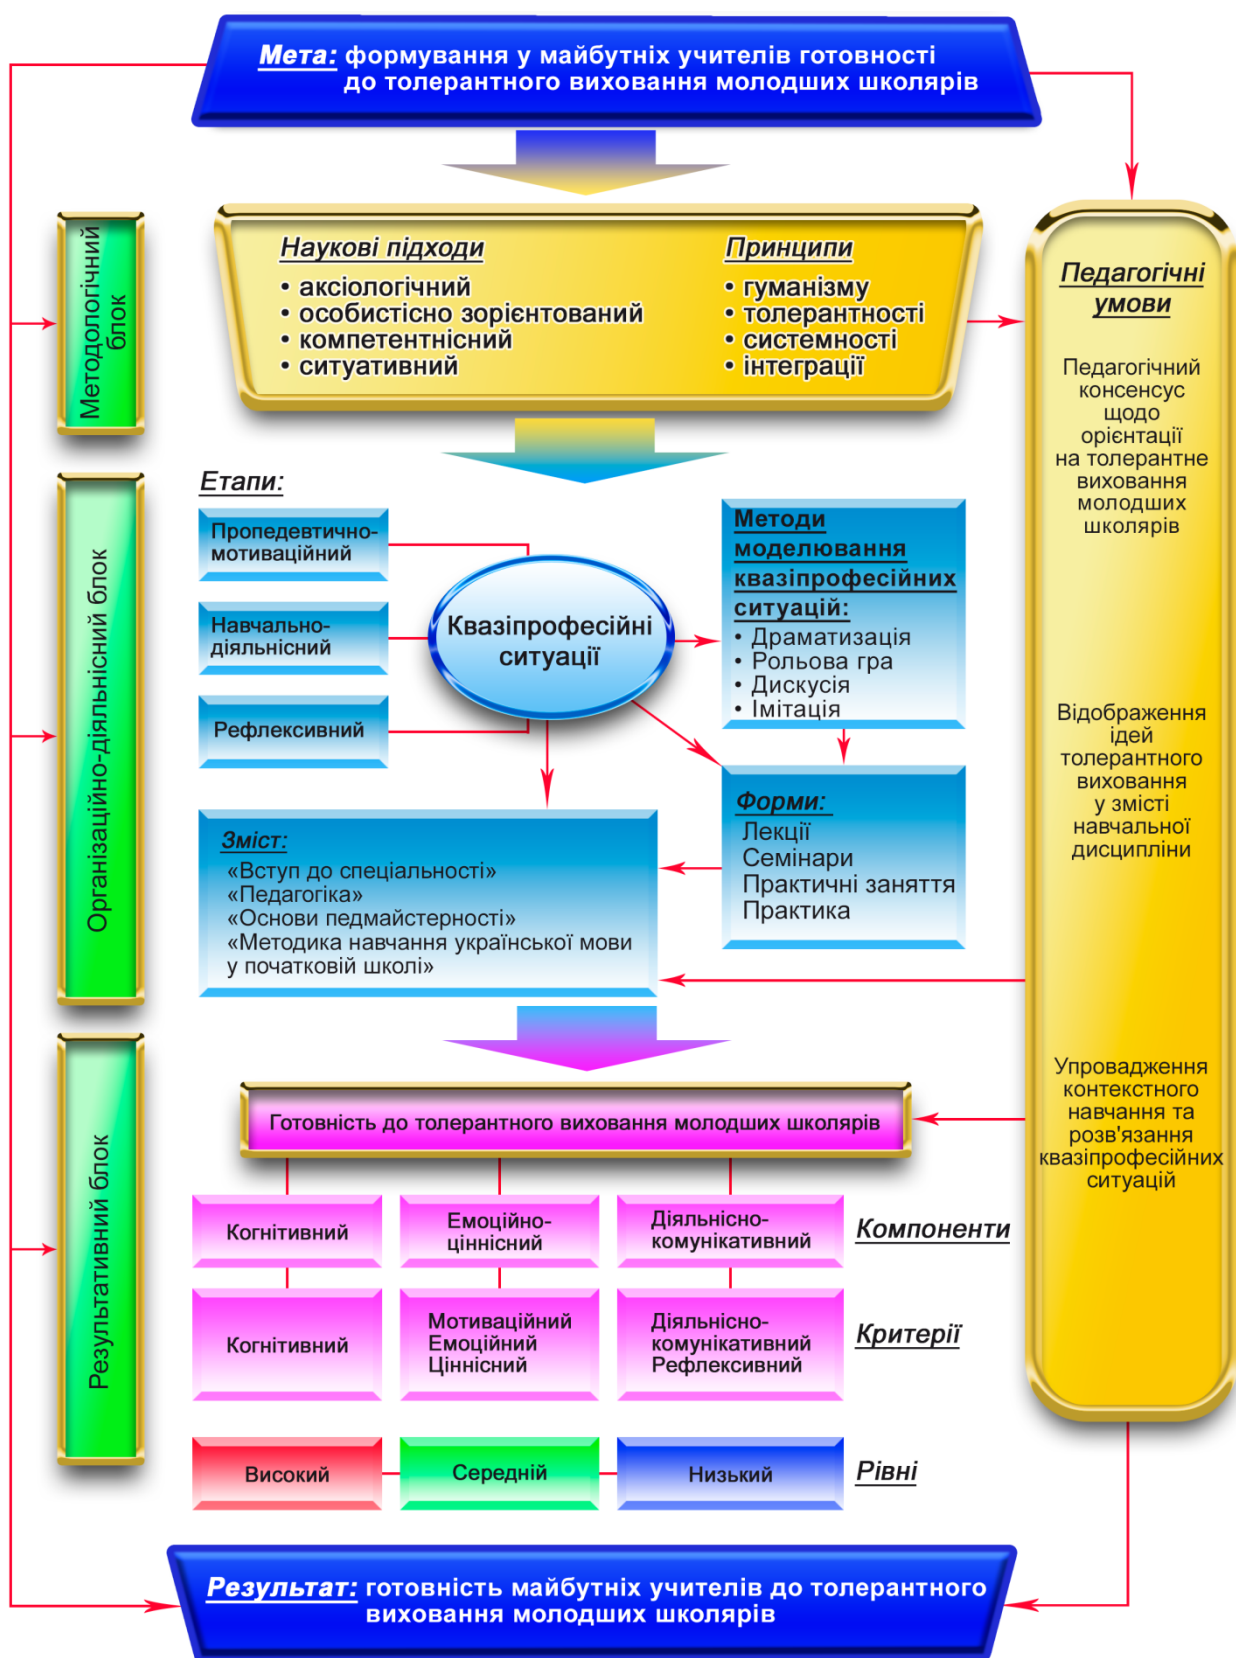 Мета: формування у майбутніх учителів готовності
до толерантного виховання молодших школярів
Методологічний
блок
Наукові підходи
• аксіологічний
• особистісно зорієнтований
• компетентнісний
• ситуативний
Принципи
• гуманізму
• толерантності
• системності
• інтеграції
Педагогічні
умови
Педагогічний
консенсус
щодо
орієнтації
на толерантне
виховання
молодших
школярів
Відображення
ідей
толерантного
виховання
у змісті
навчальної
дисципліни
Упровадження
контекстного
навчання та
розв'язання
квазіпрофесійних
ситуацій
Організаційно-діяльнісний блок
Етапи:
Пропедевтично-
мотиваційний
Навчально-
діяльнісний
Рефлексивний
Квазіпрофесійні
ситуації
Методи
моделювання
квазіпрофесійних
ситуацій:
• Драматизація
• Рольова гра
• Дискусія
• Імітація
Форми:
Лекції
Семінари
Практичні заняття
Практика
Зміст:
«Вступ до спеціальності»
«Педагогіка»
«Основи педмайстерності»
«Методика навчання української мови
у початковій школі»
Результативний блок
Готовність до толерантного виховання молодших школярів
Когнітивний
Емоційно-
ціннісний
Діяльнісно-
комунікативний
Компоненти
Когнітивний
Мотиваційний
Емоційний
Ціннісний
Діяльнісно-
комунікативний
Рефлексивний
Критерії
Високий
Середній
Низький
Рівні
Результат: готовність майбутніх учителів до толерантного
виховання молодших школярів